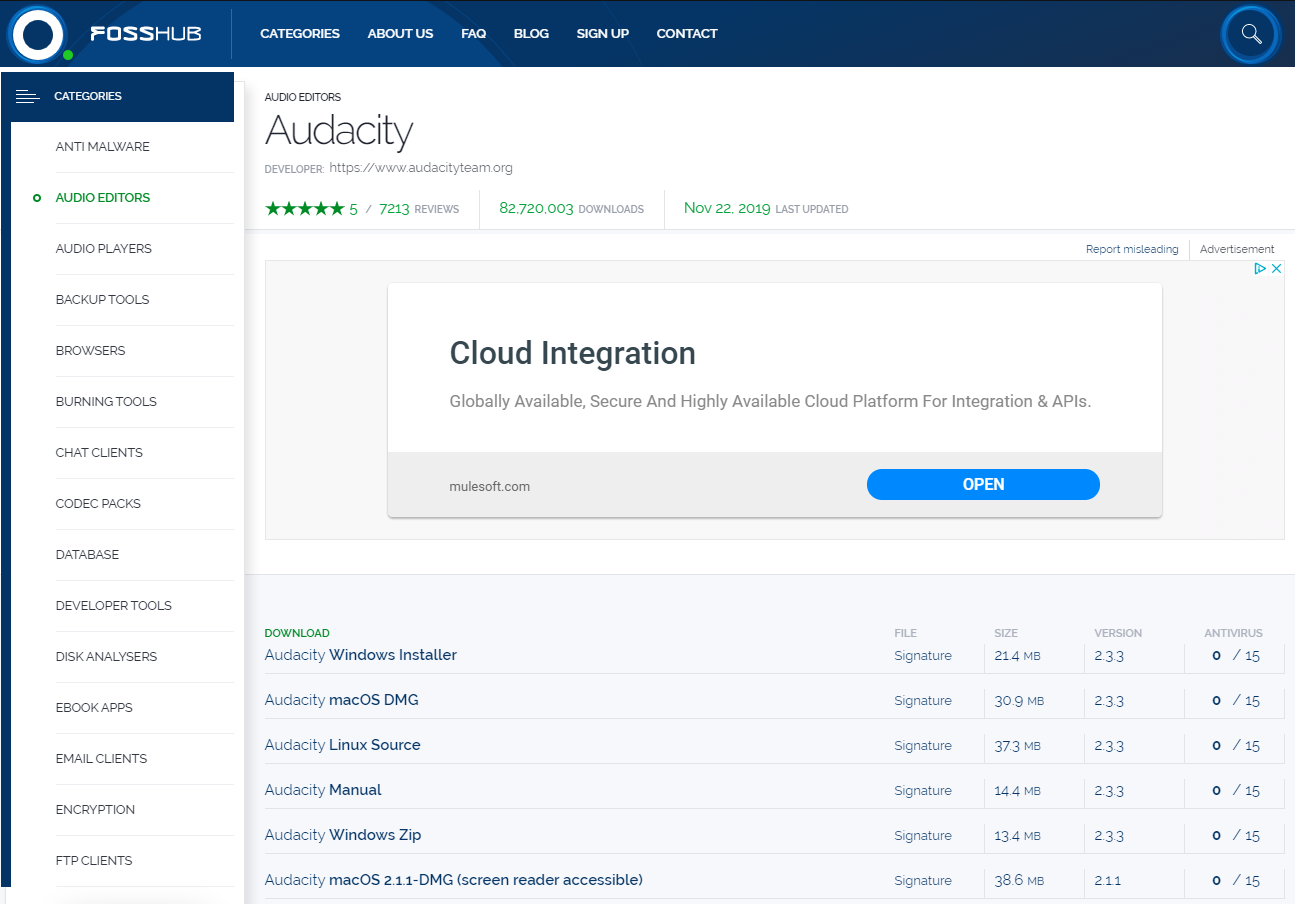 FOSSHUB
CATEGORIES ABOUT US FAQ BLOG SIGN UP CONTACT
CATEGORIES
ANTI MALWARE
AUDIO EDITORS
AUDIO PLAYERS
BACKUP TOOLS
BROWSERS
BURNING TOOLS
CHAT CLIENTS
CODEC PACKS
DATABASE
DEVELOPER TOOLS
DISK ANALYSERS
EBOOK APPS
EMAIL CLIENTS
ENCRYPTION
FTP CLIENTS
AUDIO EDITORS
Audacity
DEVELOPER: https://www.audacityteam.org
5 / 7213 REVIEWS 82,720,003 DOWNLOADS Nov 22, 2019 LAST UPDATED
Report misleading Advertisement
Cloud Integration
Globally Available, Secure And Highly Available Cloud Platform For Integration & APIs.
mulesoft.com OPEN
DOWNLOAD FILE SIZE VERSION ANTIVIRUS
Audacity Windows Installer Signature 21.4 MB 2.3.3 0 / 15
Audacity macOS DMG Signature 30.9 MB 2.3.3 0 / 15
Audacity Linux Source Signature 37.3 MB 2.3.3 0 / 15
Audacity Manual Signature 14.4 MB 2.3.3 0 / 15
Audacity Windows Zip Signature 13.4 MB 2.3.3 0 / 15
Audacity macOS 2.1.1-DMG (screen reader accessible) Signature 38.6 MB 2.1.1 0 / 15